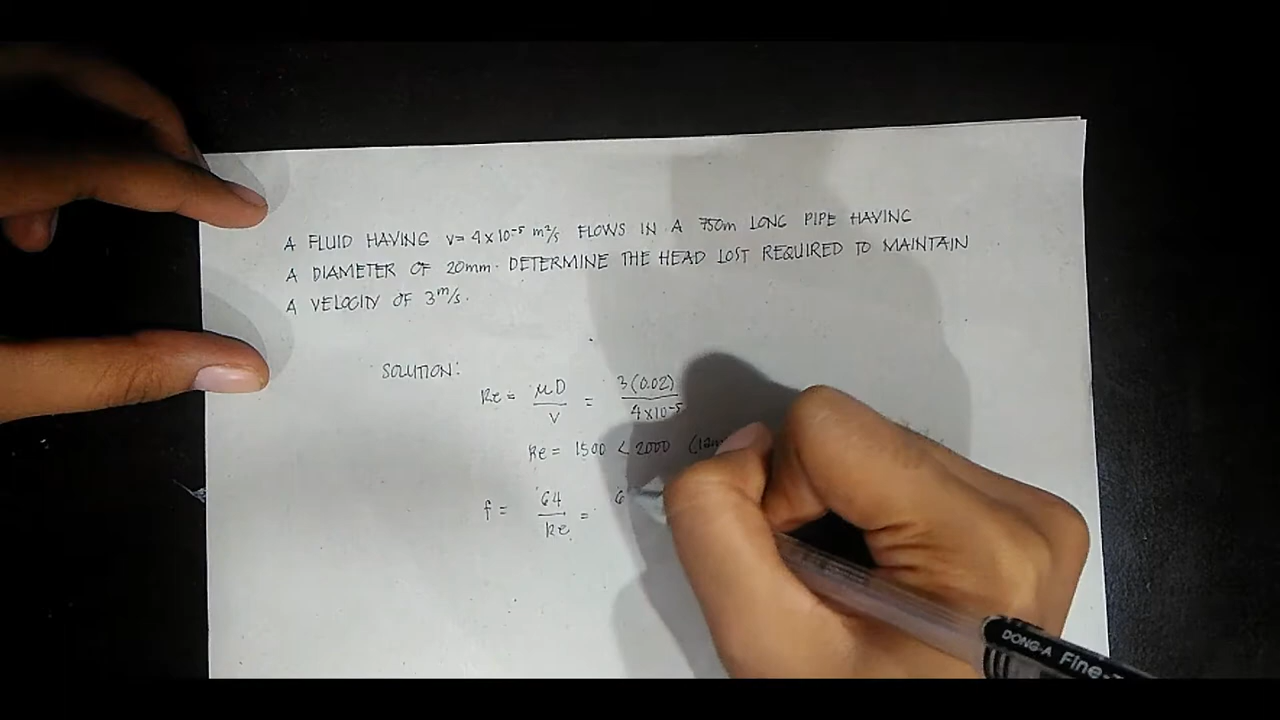 A FLUID HAVING ν= 4x10⁻⁵ m²/s FLOWS IN A 750m LONG PIPE HAVING
A DIAMETER OF 20mm. DETERMINE THE HEAD LOST REQUIRED TO MAINTAIN
A VELOCITY OF 3 m/s.
SOLUTION:
Re = μD/ν = 3(0.02)/4x10⁻⁵
Re = 1500 < 2000
f = 64/Re = 6
DONG-A Fine-